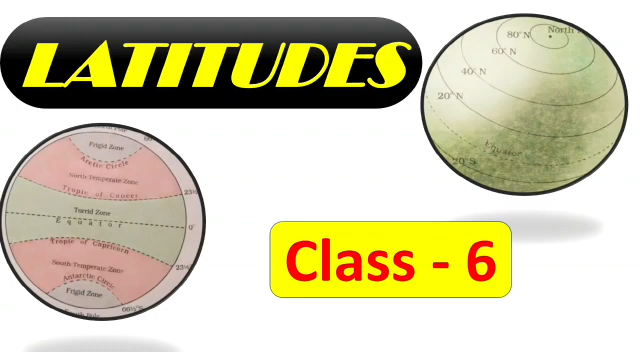 LATITUDES
North
80° N
60° N
40° N
20° N
Equator
20° S
Frigid Zone
Arctic Circle
North Temperate Zone
Tropic of Cancer
23½
Torrid Zone
Equator
0°
Tropic of Capricorn
23½
South Temperate Zone
Antarctic Circle
Frigid Zone
66½°S
Class - 6